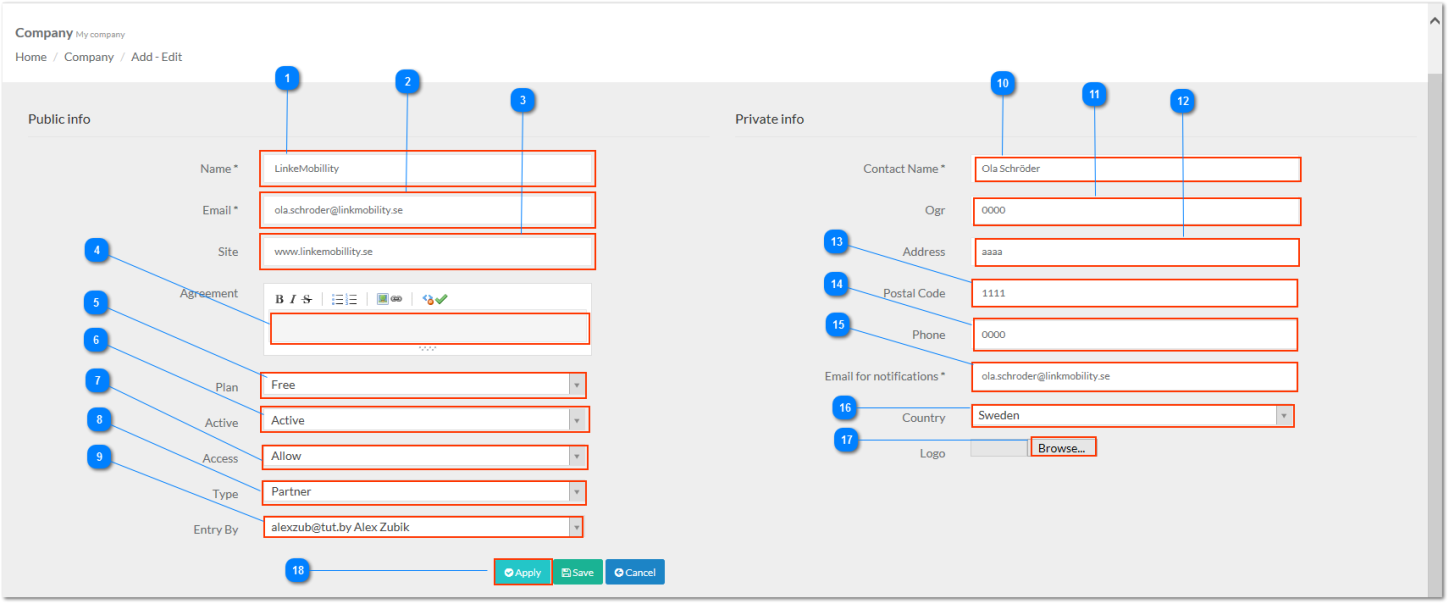 Company My company
Home / Company / Add - Edit
1
2
3
10
11
12
Public info
Private info
Name *
LinkeMobillity
Email *
ola.schroder@linkmobility.se
Site
www.linkemobillity.se
4
Agreement
B I S
5
6
7
8
9
Plan
Free
Active
Active
Access
Allow
Type
Partner
Entry By
alexzub@tut.by Alex Zubik
Contact Name *
Ola Schröder
Ogr
0000
13
Address
aaaa
14
Postal Code
1111
15
Phone
0000
Email for notifications *
ola.schroder@linkmobility.se
16
Country
Sweden
17
Logo
Browse...
18
Apply
Save
Cancel